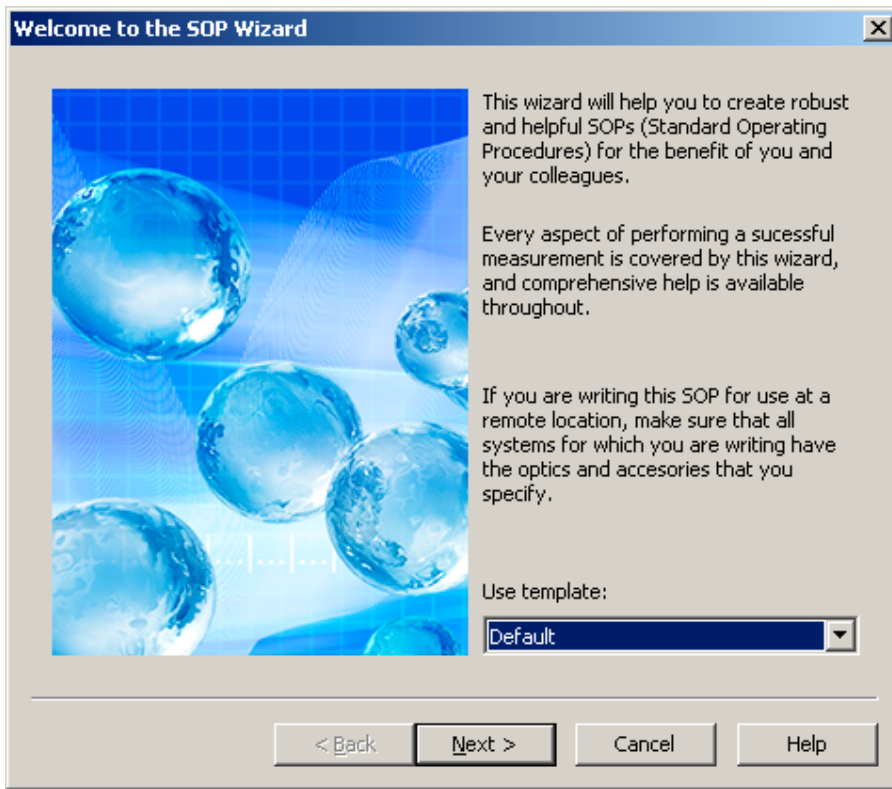 Welcome to the SOP Wizard
This wizard will help you to create robust
and helpful SOPs (Standard Operating
Procedures) for the benefit of you and
your colleagues.
Every aspect of performing a sucessful
measurement is covered by this wizard,
and comprehensive help is available
throughout.
If you are writing this SOP for use at a
remote location, make sure that all
systems for which you are writing have
the optics and accesories that you
specify.
Use template:
Default
< Back
Next >
Cancel
Help